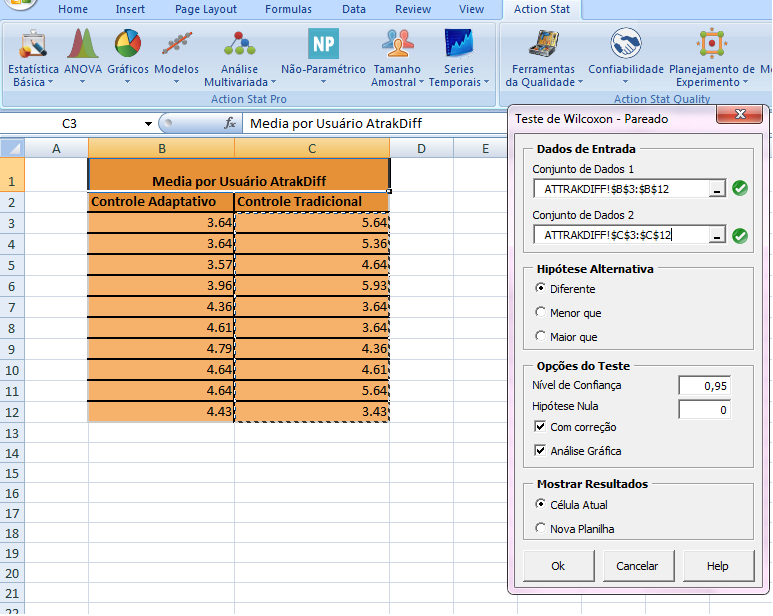 Home Insert Page Layout Formulas Data Review View Action Stat
Estatística Básica ANOVA Gráficos Modelos Análise Multivariada Não-Paramétrico Tamanho Amostral Series Temporais Ferramentas da Qualidade Confiabilidade Planejamento de Experimento
NP
Action Stat Pro Action Stat Quality
C3 fx Media por Usuário AtrakDiff
A B C D E
1 Media por Usuário AtrakDiff
2 Controle Adaptativo Controle Tradicional
3 3.64 5.64
4 3.64 5.36
5 3.57 4.64
6 3.96 5.93
7 4.36 3.64
8 4.61 3.64
9 4.79 4.36
10 4.64 4.61
11 4.64 5.64
12 4.43 3.43
13
14
15
16
17
18
19
20
21
22
Teste de Wilcoxon - Pareado
Dados de Entrada
Conjunto de Dados 1
ATTRAKDIFF!$B$3:$B$12
Conjunto de Dados 2
ATTRAKDIFF!$C$3:$C$12
Hipótese Alternativa
Diferente
Menor que
Maior que
Opções do Teste
Nível de Confiança 0,95
Hipótese Nula 0
Com correção
Análise Gráfica
Mostrar Resultados
Célula Atual
Nova Planilha
Ok Cancelar Help